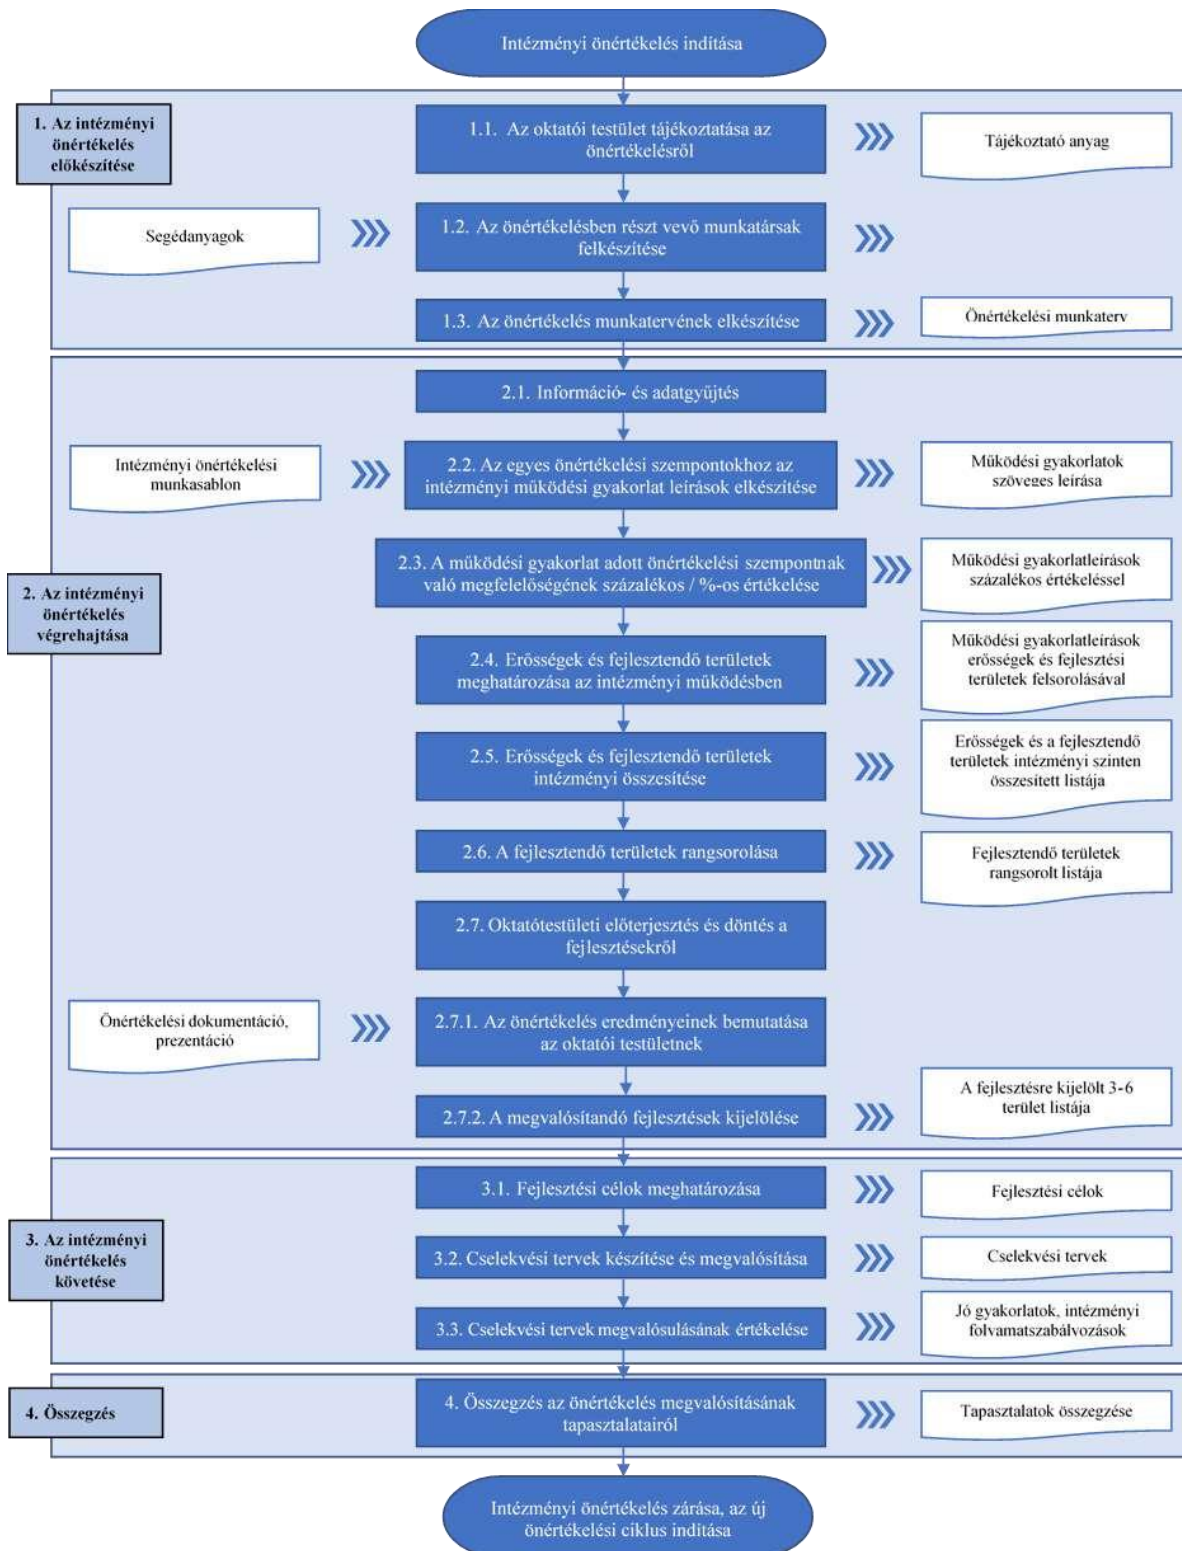 Intézményi önértékelés indítása
1. Az intézményi
önértékelés
előkészítése
1.1. Az oktatói testület tájékoztatása az
önértékelésről
Tájékoztató anyag
Segédanyagok
1.2. Az önértékelésben részt vevő munkatársak
felkészítése
1.3. Az önértékelés munkatervének elkészítése
Önértékelési munkaterv
2. Az intézményi
önértékelés
végrehajtása
2.1. Információ- és adatgyűjtés
Intézményi önértékelési
munkasablon
2.2. Az egyes önértékelési szempontokhoz az
intézményi működési gyakorlat leírások elkészítése
Működési gyakorlatok
szöveges leírása
2.3. A működési gyakorlat adott önértékelési szempontnak
való megfelelőségének százalékos / %-os értékelése
Működési gyakorlatleírások
százalékos értékeléssel
2.4. Erősségek és fejlesztendő területek
meghatározása az intézményi működésben
Működési gyakorlatleírások
erősségek és fejlesztési
területek felsorolásával
2.5. Erősségek és fejlesztendő területek
intézményi összesítése
Erősségek és a fejlesztendő
területek intézményi szinten
összesített listája
2.6. A fejlesztendő területek rangsorolása
Fejlesztendő területek
rangsorolt listája
2.7. Oktatótestületi előterjesztés és döntés a
fejlesztésekről
Önértékelési dokumentáció,
prezentáció
2.7.1. Az önértékelés eredményeinek bemutatása
az oktatói testületnek
2.7.2. A megvalósítandó fejlesztések kijelölése
A fejlesztésre kijelölt 3-6
terület listája
3. Az intézményi
önértékelés
követése
3.1. Fejlesztési célok meghatározása
Fejlesztési célok
3.2. Cselekvési tervek készítése és megvalósítása
Cselekvési tervek
3.3. Cselekvési tervek megvalósulásának értékelése
Jó gyakorlatok, intézményi
folyamatszabályozások
4. Összegzés
4. Összegzés az önértékelés megvalósításának
tapasztalatairól
Tapasztalatok összegzése
Intézményi önértékelés zárása, az új
önértékelési ciklus indítása